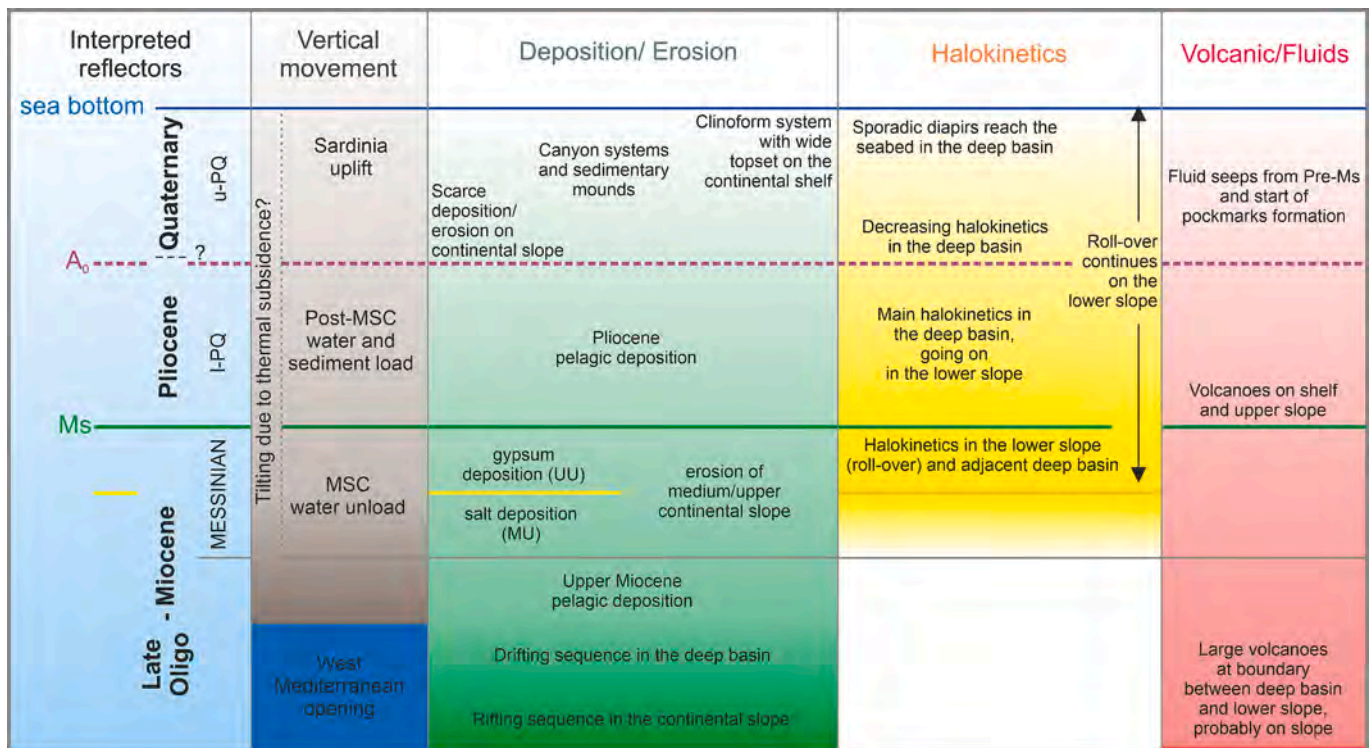 Interpreted
reflectors
Vertical
movement
Deposition/ Erosion
Halokinetics
Volcanic/Fluids
sea bottom
Quaternary
u-PQ
?
A₀
Pliocene
l-PQ
Ms
MESSINIAN
Late
Oligo
- Miocene
Tilting due to thermal subsidence?
Sardinia
uplift
Post-MSC
water and
sediment load
MSC
water unload
West
Mediterranean
opening
Scarce
deposition/
erosion on
continental slope
Canyon systems
and sedimentary
mounds
Clinoform system
with wide
topset on the
continental shelf
Pliocene
pelagic deposition
gypsum
deposition (UU)
salt deposition
(MU)
erosion of
medium/upper
continental slope
Upper Miocene
pelagic deposition
Drifting sequence in the deep basin
Rifting sequence in the continental slope
Sporadic diapirs reach the
seabed in the deep basin
Decreasing halokinetics
in the deep basin
Roll-over
continues
on the
lower slope
Main halokinetics in
the deep basin,
going on
in the lower slope
Halokinetics in the lower slope
(roll-over) and adjacent deep basin
Fluid seeps from Pre-Ms
and start of
pockmarks formation
Volcanoes on shelf
and upper slope
Large volcanoes
at boundary
between deep basin
and lower slope,
probably on slope